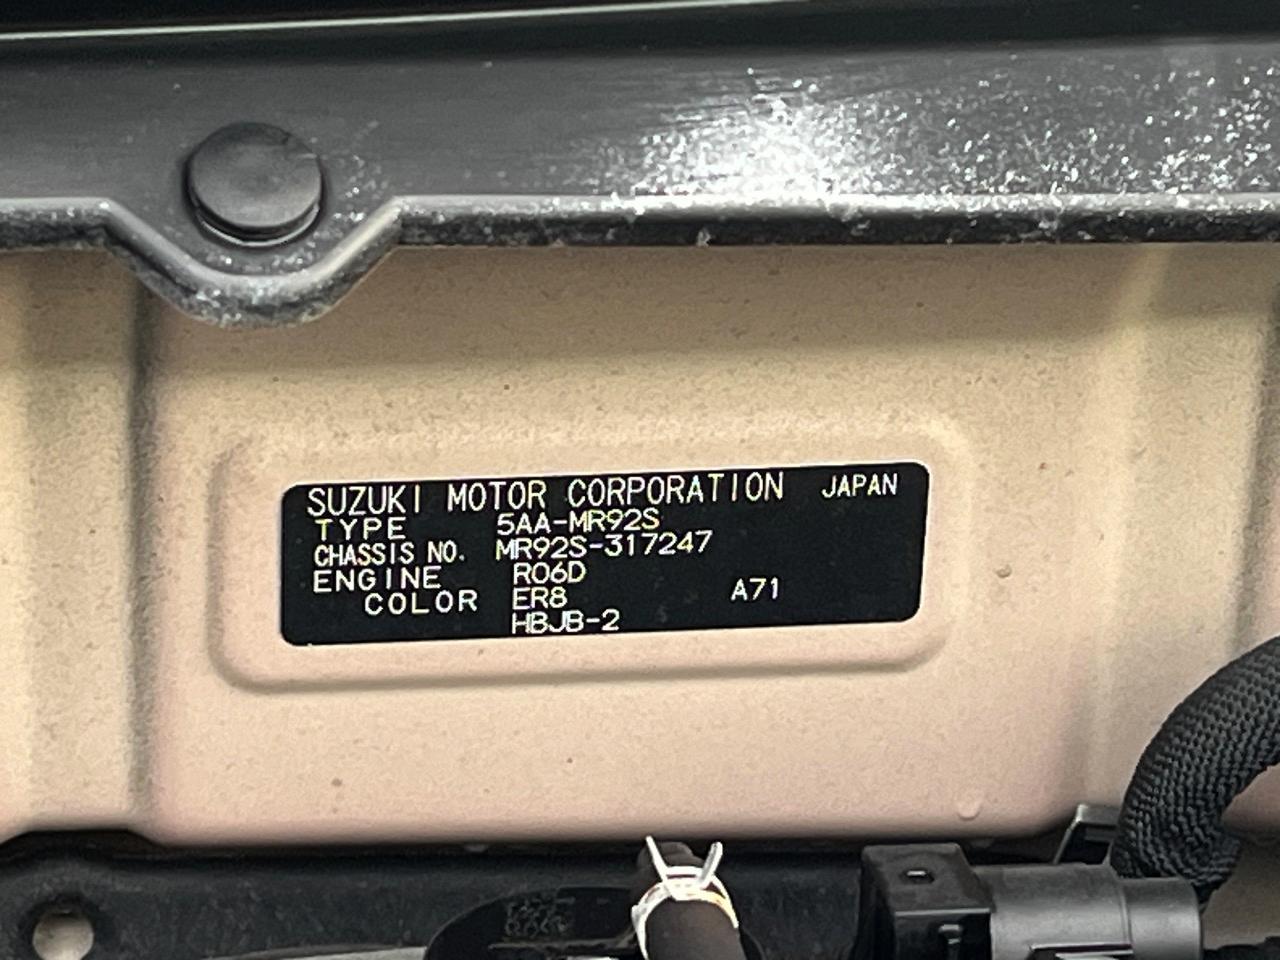 SUZUKI MOTOR CORPORATION JAPAN
TYPE 5AA-MR92S
CHASSIS NO. MR92S-317247
ENGINE R06D
COLOR ER8 A71
HBJB-2